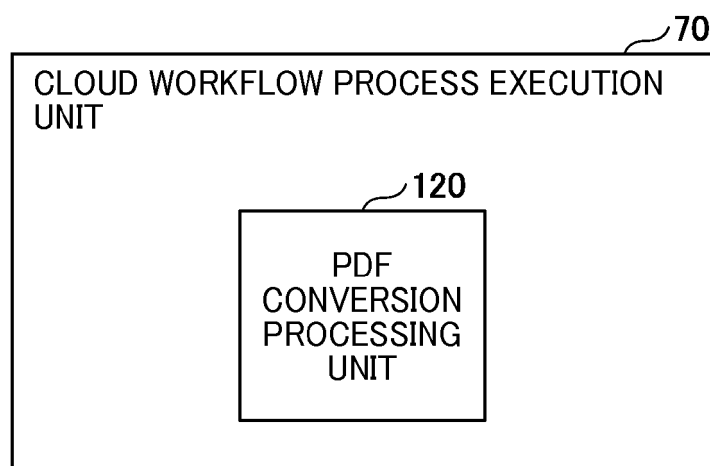 70
CLOUD WORKFLOW PROCESS EXECUTION
UNIT
120
PDF
CONVERSION
PROCESSING
UNIT